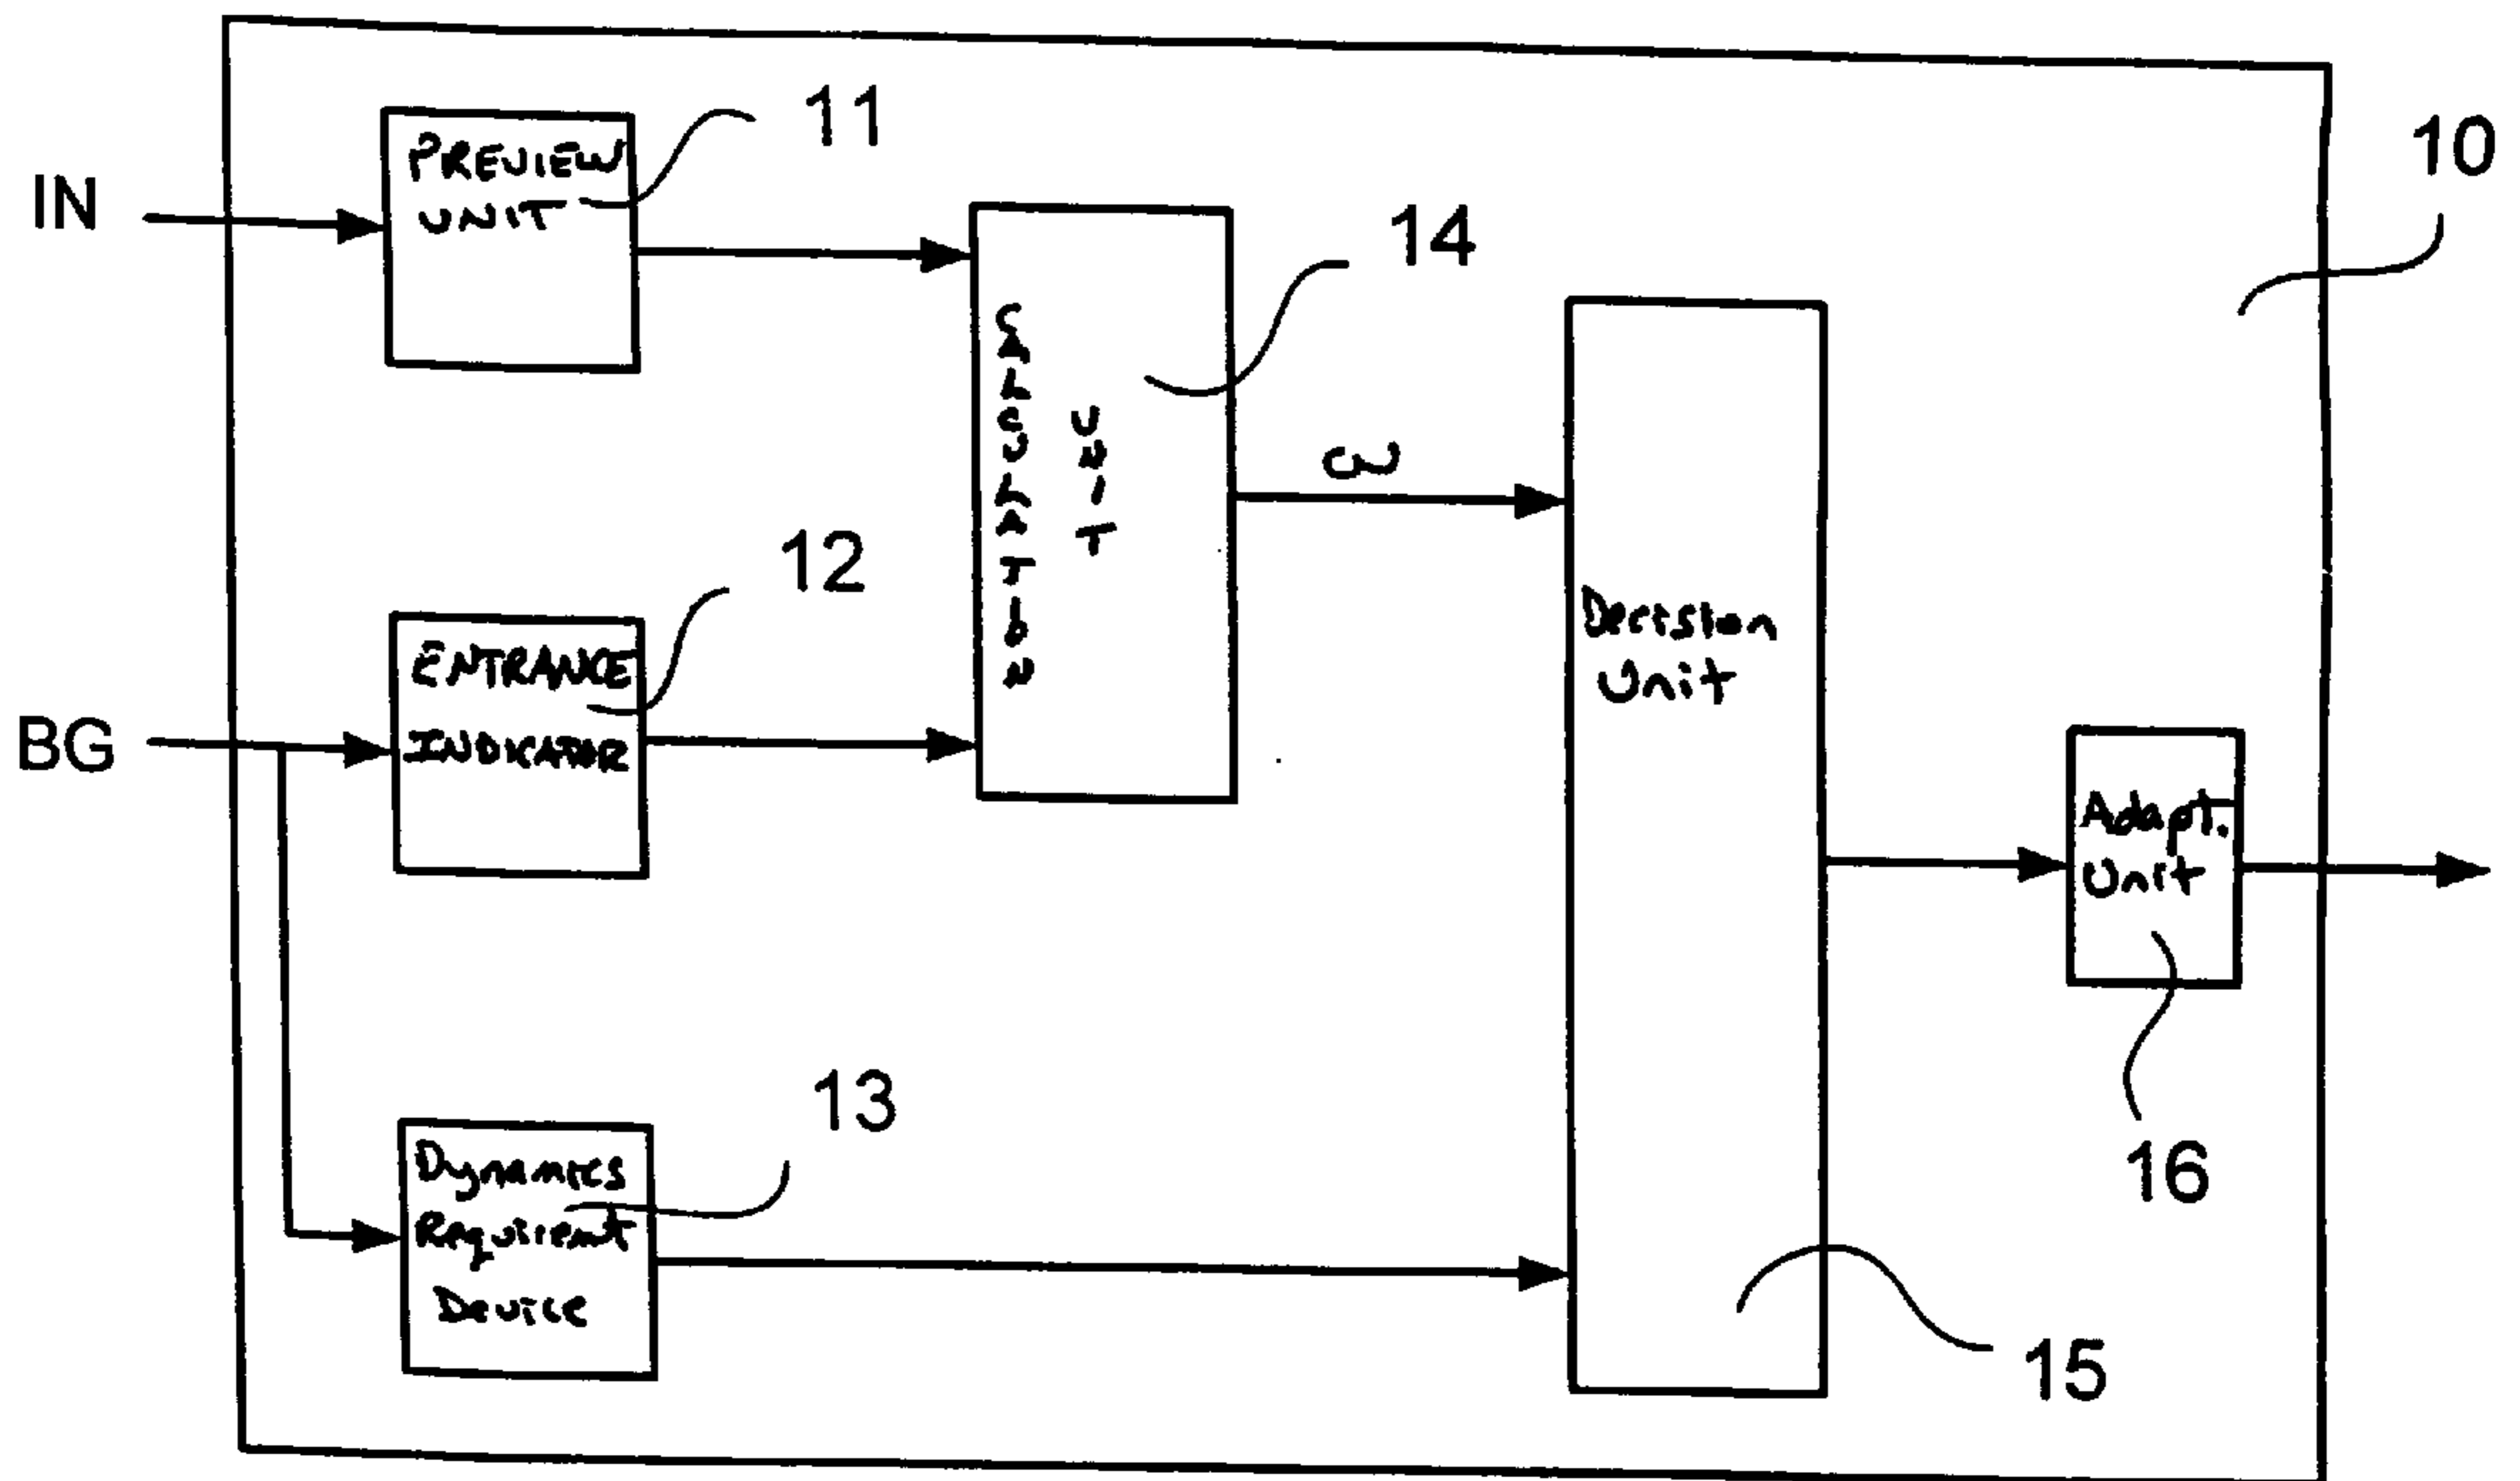 11
10
IN
PREVIEW
UNIT
14
CALCULATION
UNIT
ω
12
Decision
Unit
ENTRANCE
INDICATOR
BG
Adapt.
Unit
13
Dynamics
Device
16
15